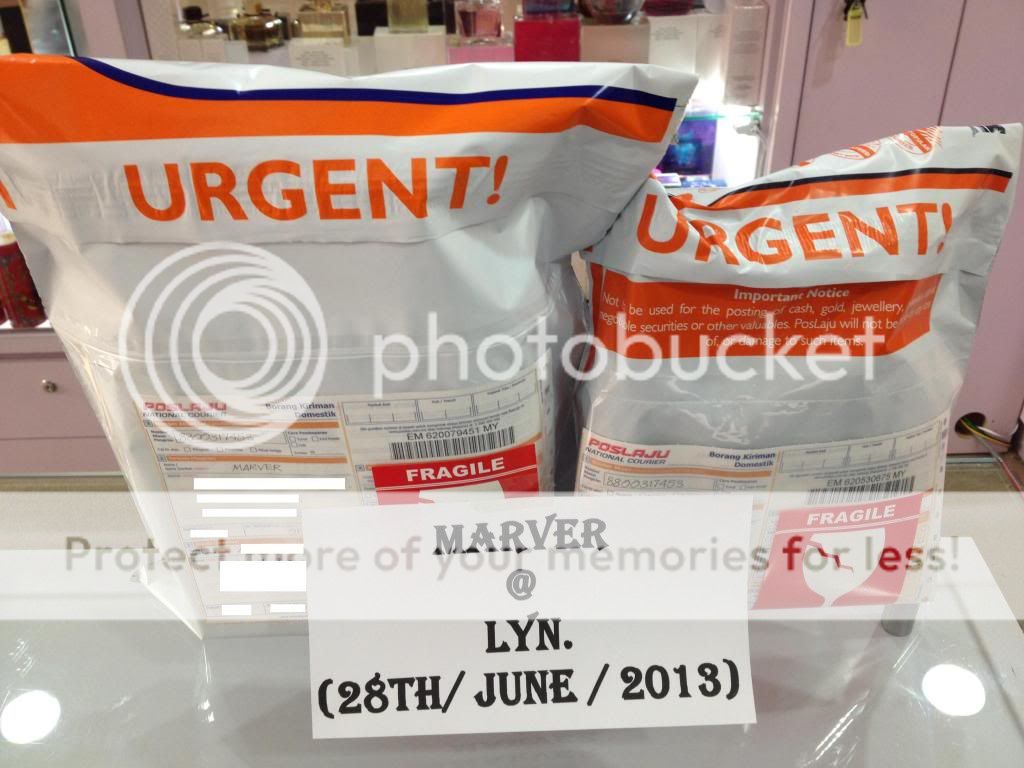 URGENT!
URGENT!
Important Notice
Not be used for the posting of cash, gold, jewellery,
securities or other valuables. PosLaju will not be
of, or damage to such items.
photobucket
POSLAJU
NATIONAL COURIER
Borang Kiriman
Domestik
EM 620079451 MY
FRAGILE
MARVER
POSLAJU
NATIONAL COURIER
Borang Kiriman
Domestik
8800317453
EM 620530675 MY
FRAGILE
Protect more of your memories for less!
MARVER
@
LYN.
(28TH/ JUNE / 2013)